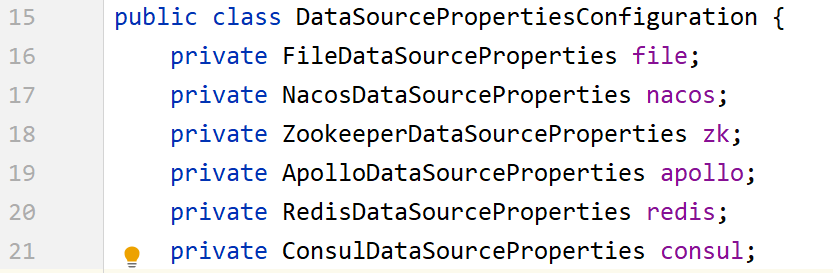 15 public class DataSourcePropertiesConfiguration {
16 private FileDataSourceProperties file;
17 private NacosDataSourceProperties nacos;
18 private ZookeeperDataSourceProperties zk;
19 private ApolloDataSourceProperties apollo;
20 private RedisDataSourceProperties redis;
21 private ConsulDataSourceProperties consul;